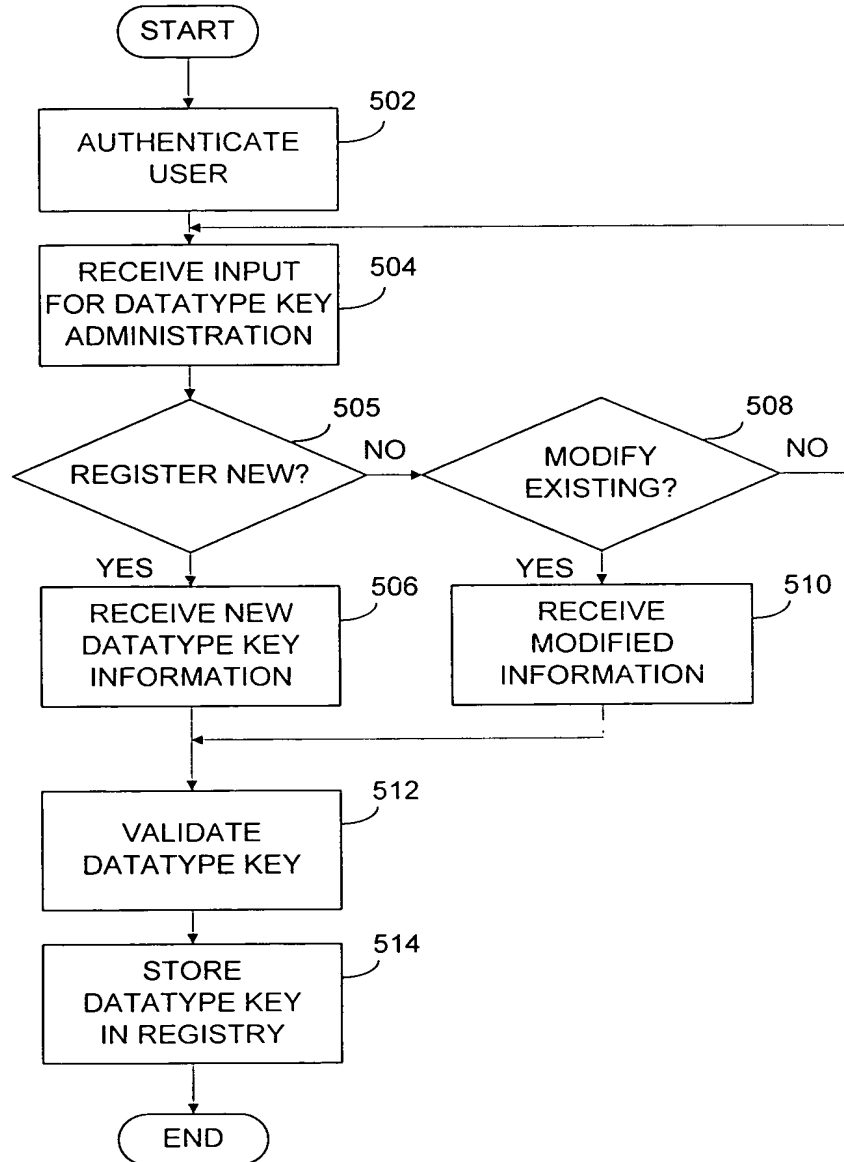 START
502
AUTHENTICATE
USER
RECEIVE INPUT
FOR DATATYPE KEY
ADMINISTRATION
504
505
REGISTER NEW?
NO
508
MODIFY
EXISTING?
NO
YES
506
RECEIVE NEW
DATATYPE KEY
INFORMATION
YES
510
RECEIVE
MODIFIED
INFORMATION
512
VALIDATE
DATATYPE KEY
514
STORE
DATATYPE KEY
IN REGISTRY
END